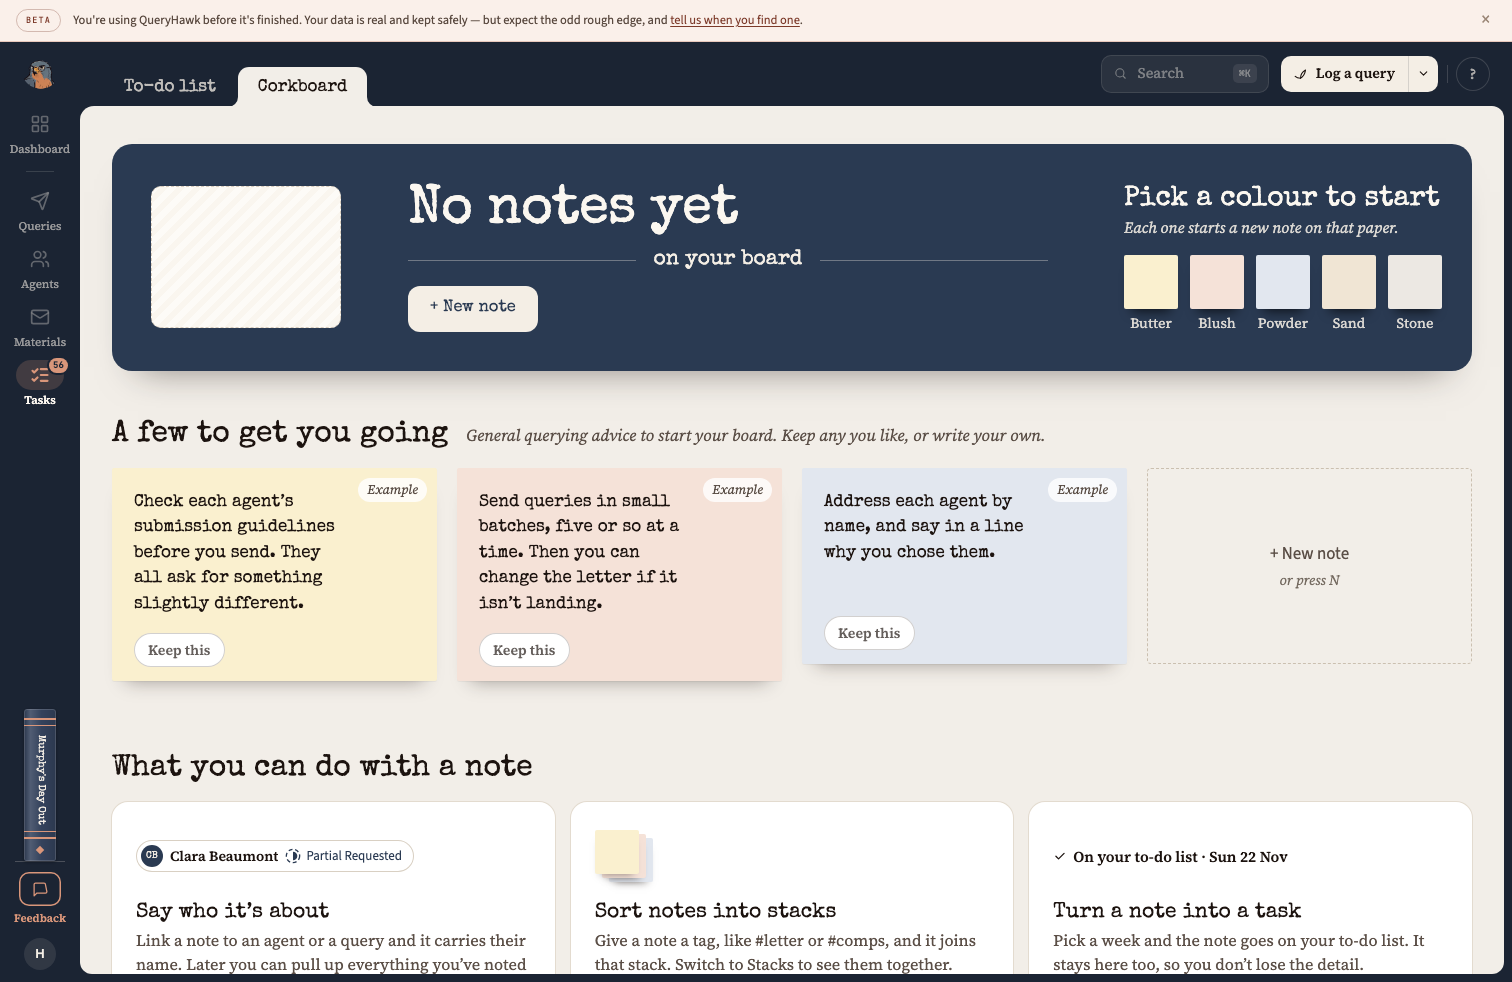 BETA
You're using QueryHawk before it's finished. Your data is real and kept safely — but expect the odd rough edge, and tell us when you find one.
×
To-do list
Corkboard
Search
⌘K
Log a query
?
Dashboard
Queries
Agents
Materials
56
Tasks
Murphy's Day Out
Feedback
H
No notes yet
on your board
+ New note
Pick a colour to start
Each one starts a new note on that paper.
Butter
Blush
Powder
Sand
Stone
A few to get you going
General querying advice to start your board. Keep any you like, or write your own.
Example
Check each agent's
submission guidelines
before you send. They
all ask for something
slightly different.
Keep this
Example
Send queries in small
batches, five or so at a
time. Then you can
change the letter if it
isn't landing.
Keep this
Example
Address each agent by
name, and say in a line
why you chose them.
Keep this
+ New note
or press N
What you can do with a note
CB
Clara Beaumont
Partial Requested
Say who it's about
Link a note to an agent or a query and it carries their
name. Later you can pull up everything you've noted
Sort notes into stacks
Give a note a tag, like #letter or #comps, and it joins
that stack. Switch to Stacks to see them together.
On your to-do list · Sun 22 Nov
Turn a note into a task
Pick a week and the note goes on your to-do list. It
stays here too, so you don't lose the detail.